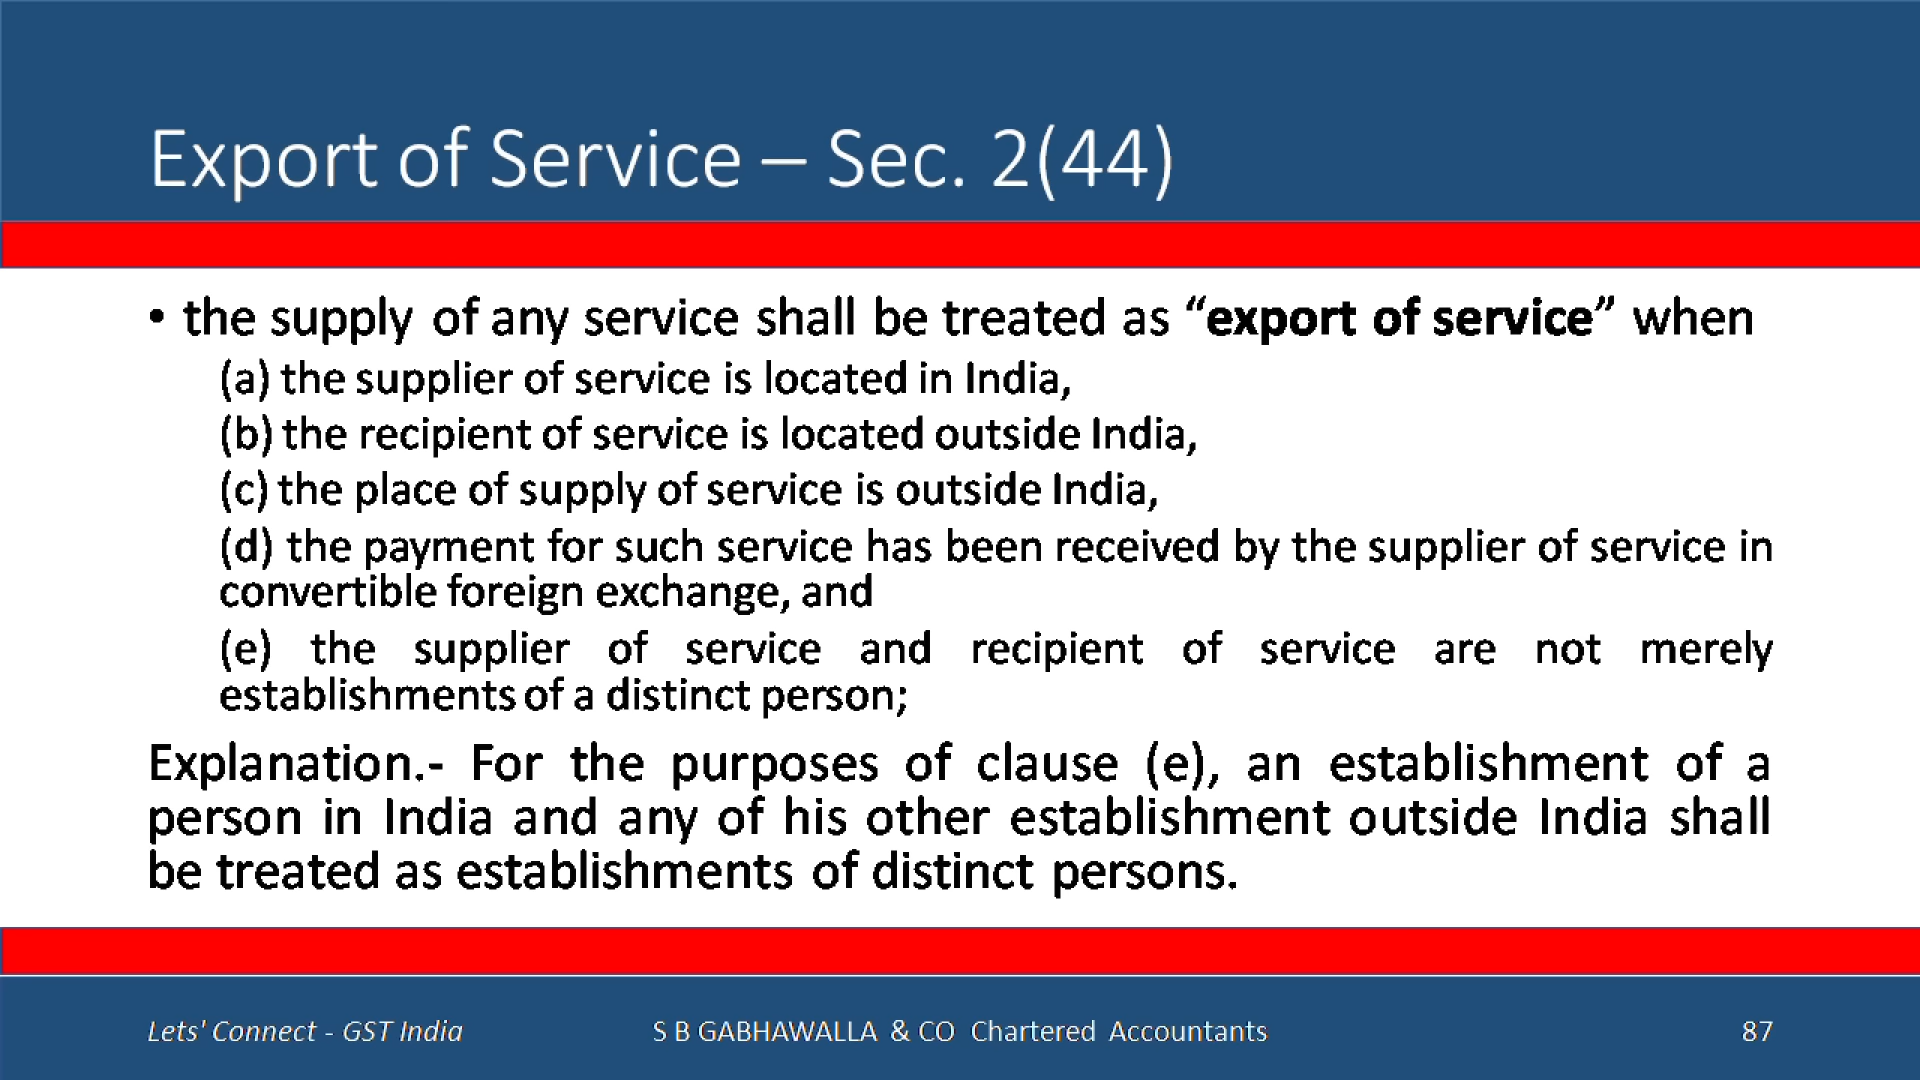 Export of Service – Sec. 2(44)
• the supply of any service shall be treated as “export of service” when
(a) the supplier of service is located in India,
(b) the recipient of service is located outside India,
(c) the place of supply of service is outside India,
(d) the payment for such service has been received by the supplier of service in
convertible foreign exchange, and
(e) the supplier of service and recipient of service are not merely
establishments of a distinct person;
Explanation.- For the purposes of clause (e), an establishment of a
person in India and any of his other establishment outside India shall
be treated as establishments of distinct persons.
Lets' Connect - GST India
S B GABHAWALLA & CO Chartered Accountants
87